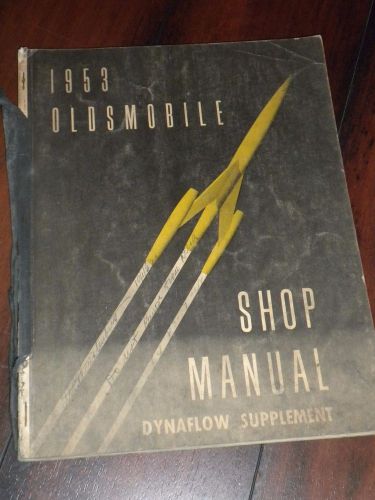 1953
OLDSMOBILE
SHOP
MANUAL
DYNAFLOW SUPPLEMENT